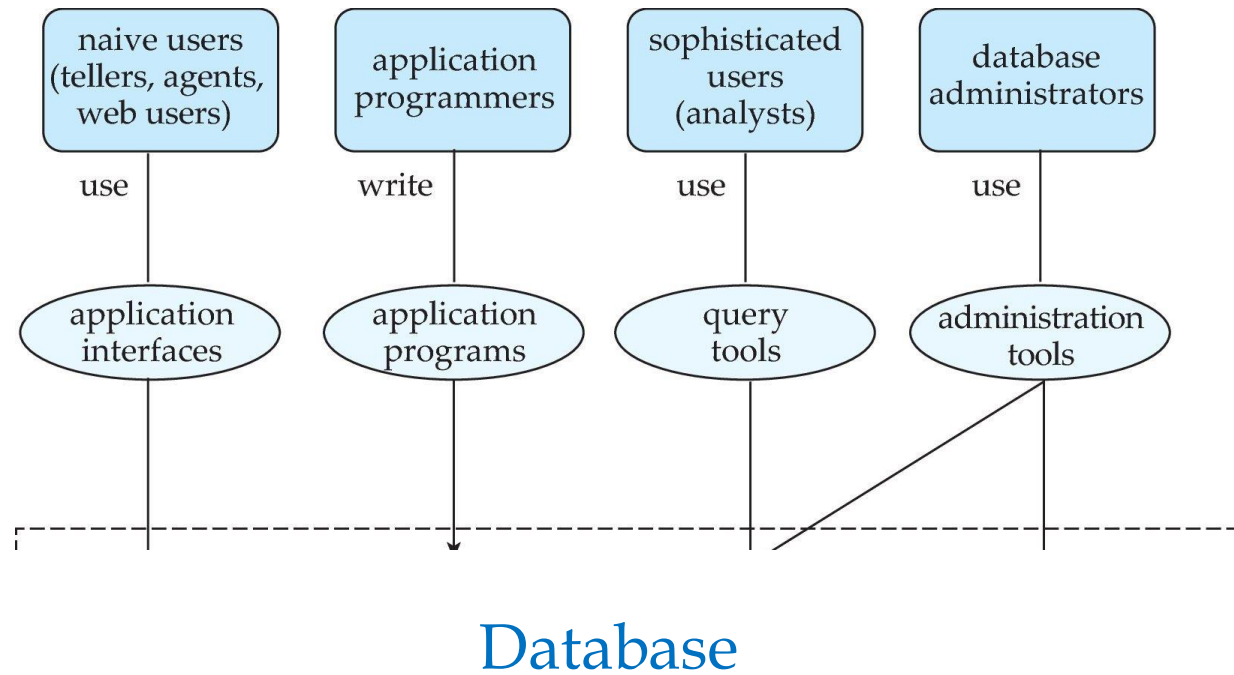 naive users
(tellers, agents,
web users)
application
programmers
sophisticated
users
(analysts)
database
administrators
use
write
use
use
application
interfaces
application
programs
query
tools
administration
tools
Database